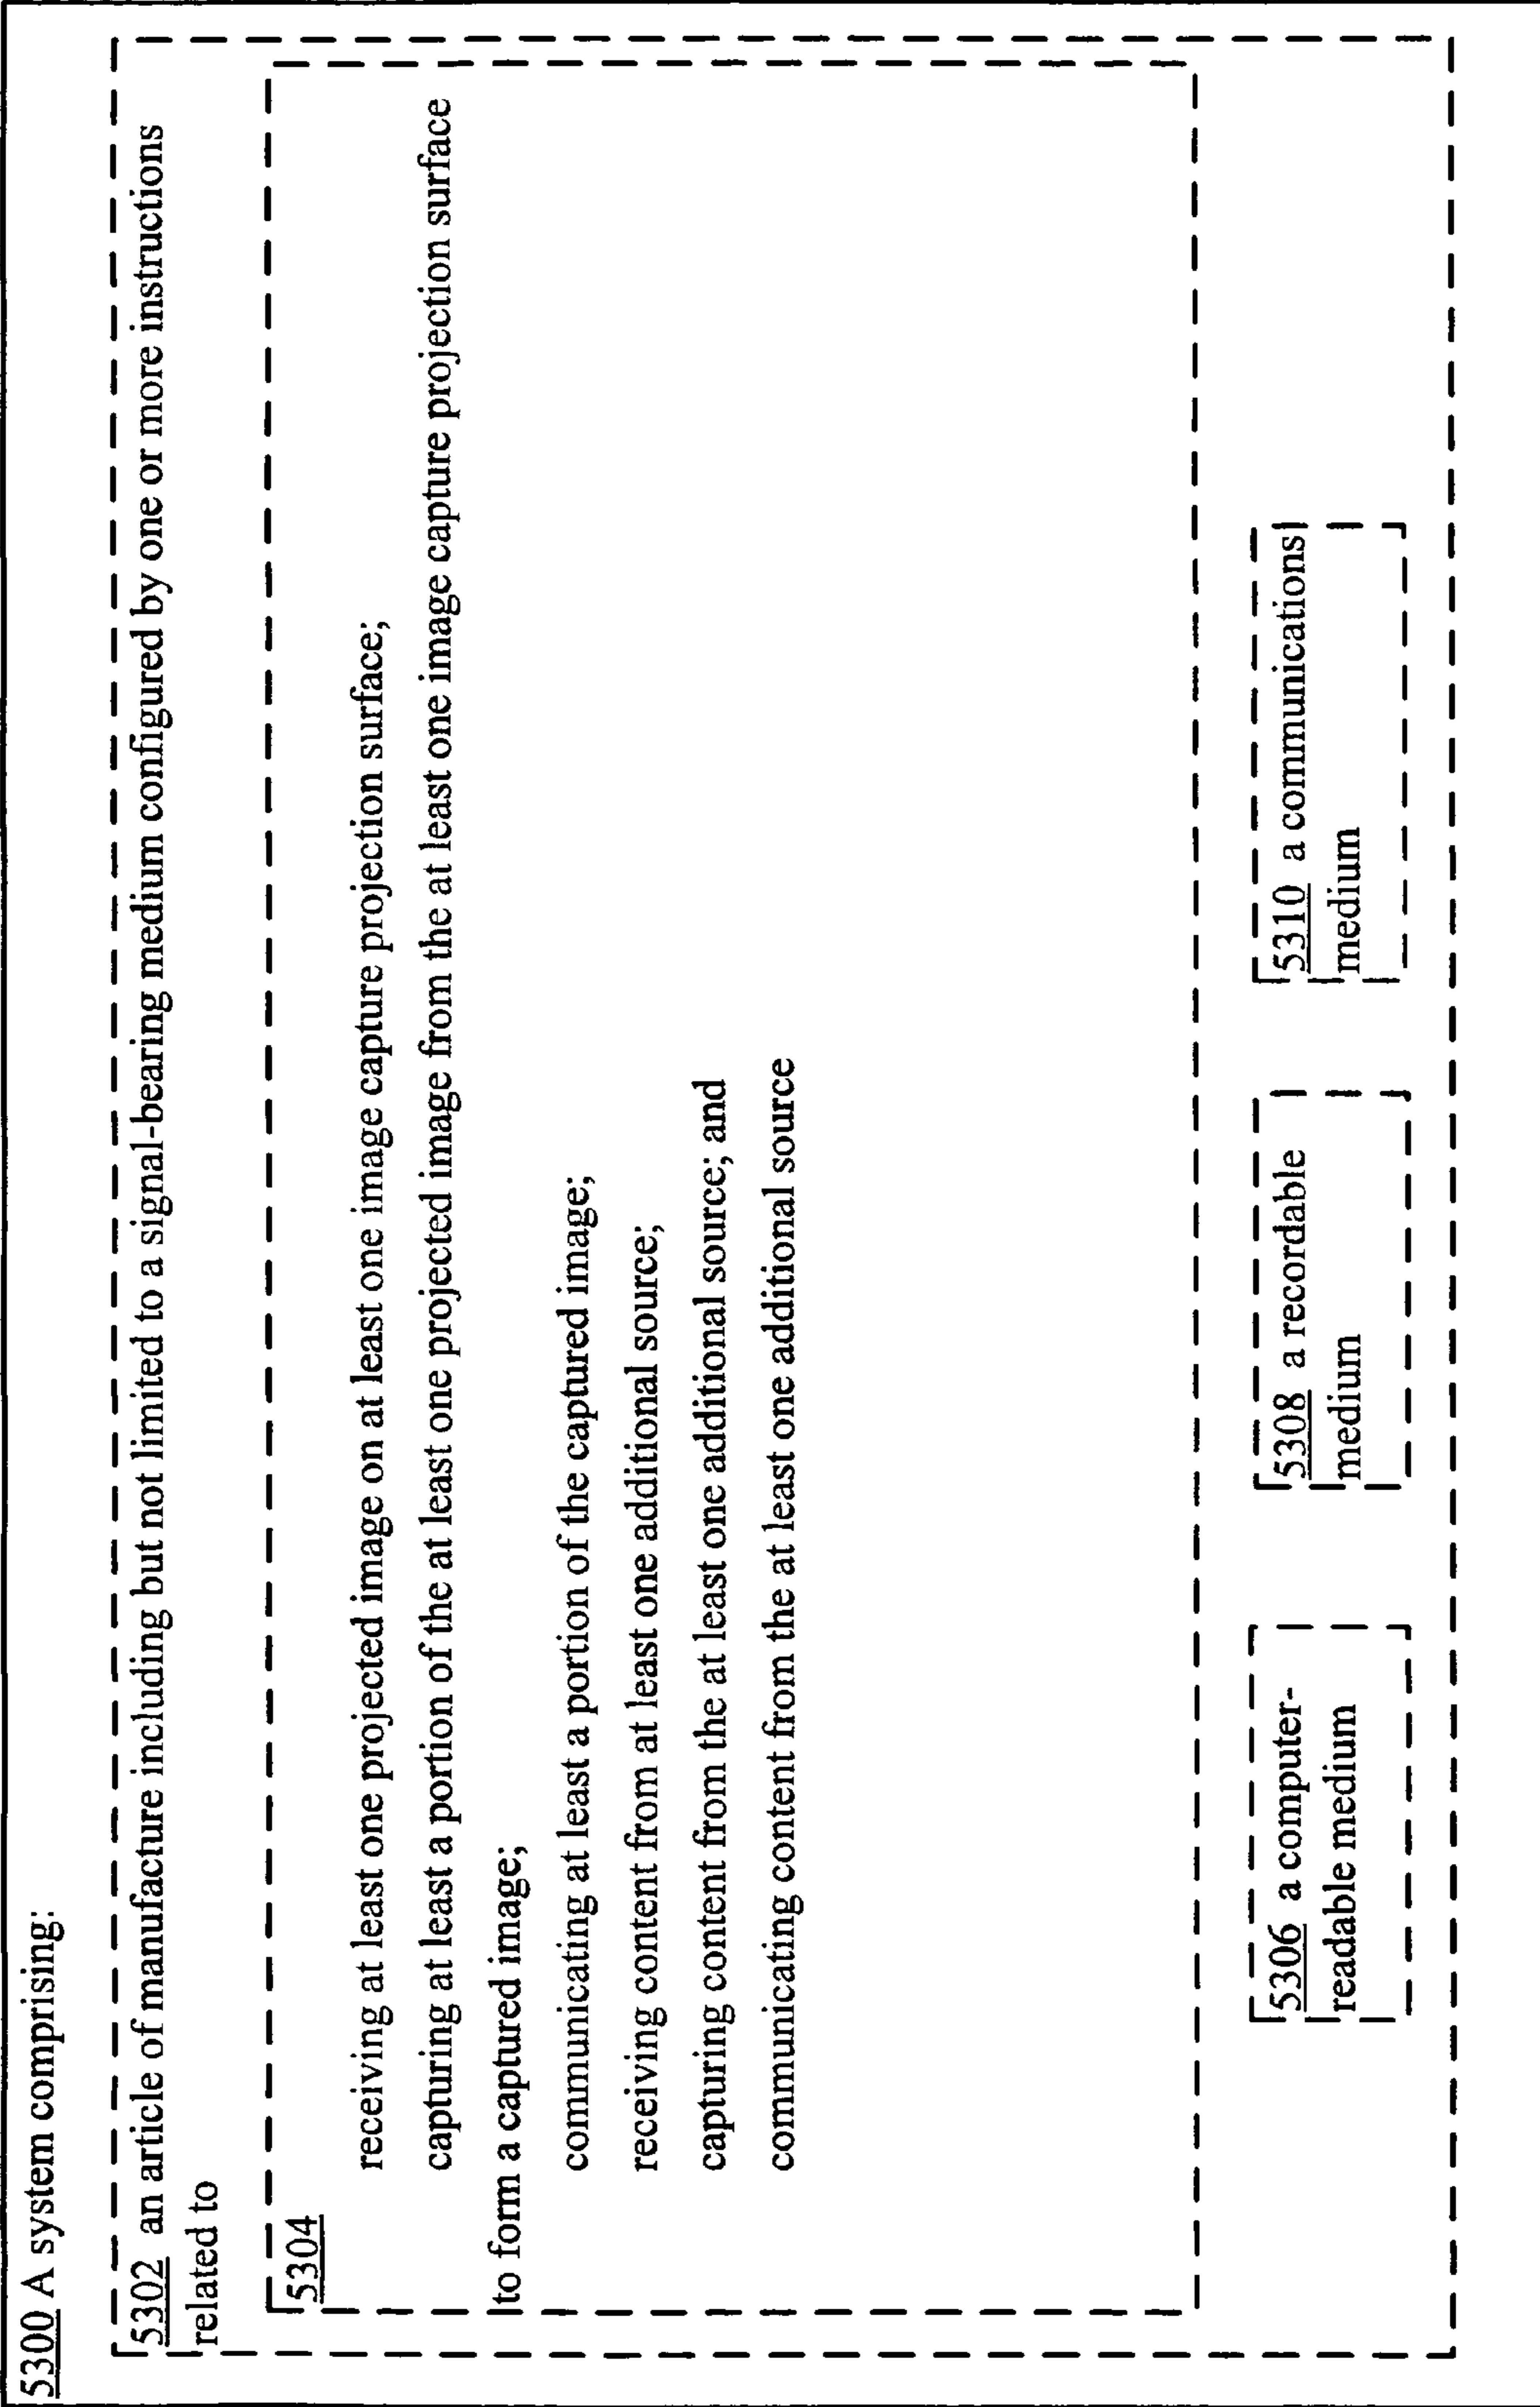 5300 A system comprising:
5302 an article of manufacture including but not limited to a signal-bearing medium configured by one or more instructions
related to
5304
receiving at least one projected image on at least one image capture projection surface;
capturing at least a portion of the at least one projected image from the at least one image capture projection surface
to form a captured image;
communicating at least a portion of the captured image;
receiving content from at least one additional source;
capturing content from the at least one additional source; and
communicating content from the at least one additional source
5306 a computer-
readable medium
5308 a recordable
medium
5310 a communications
medium